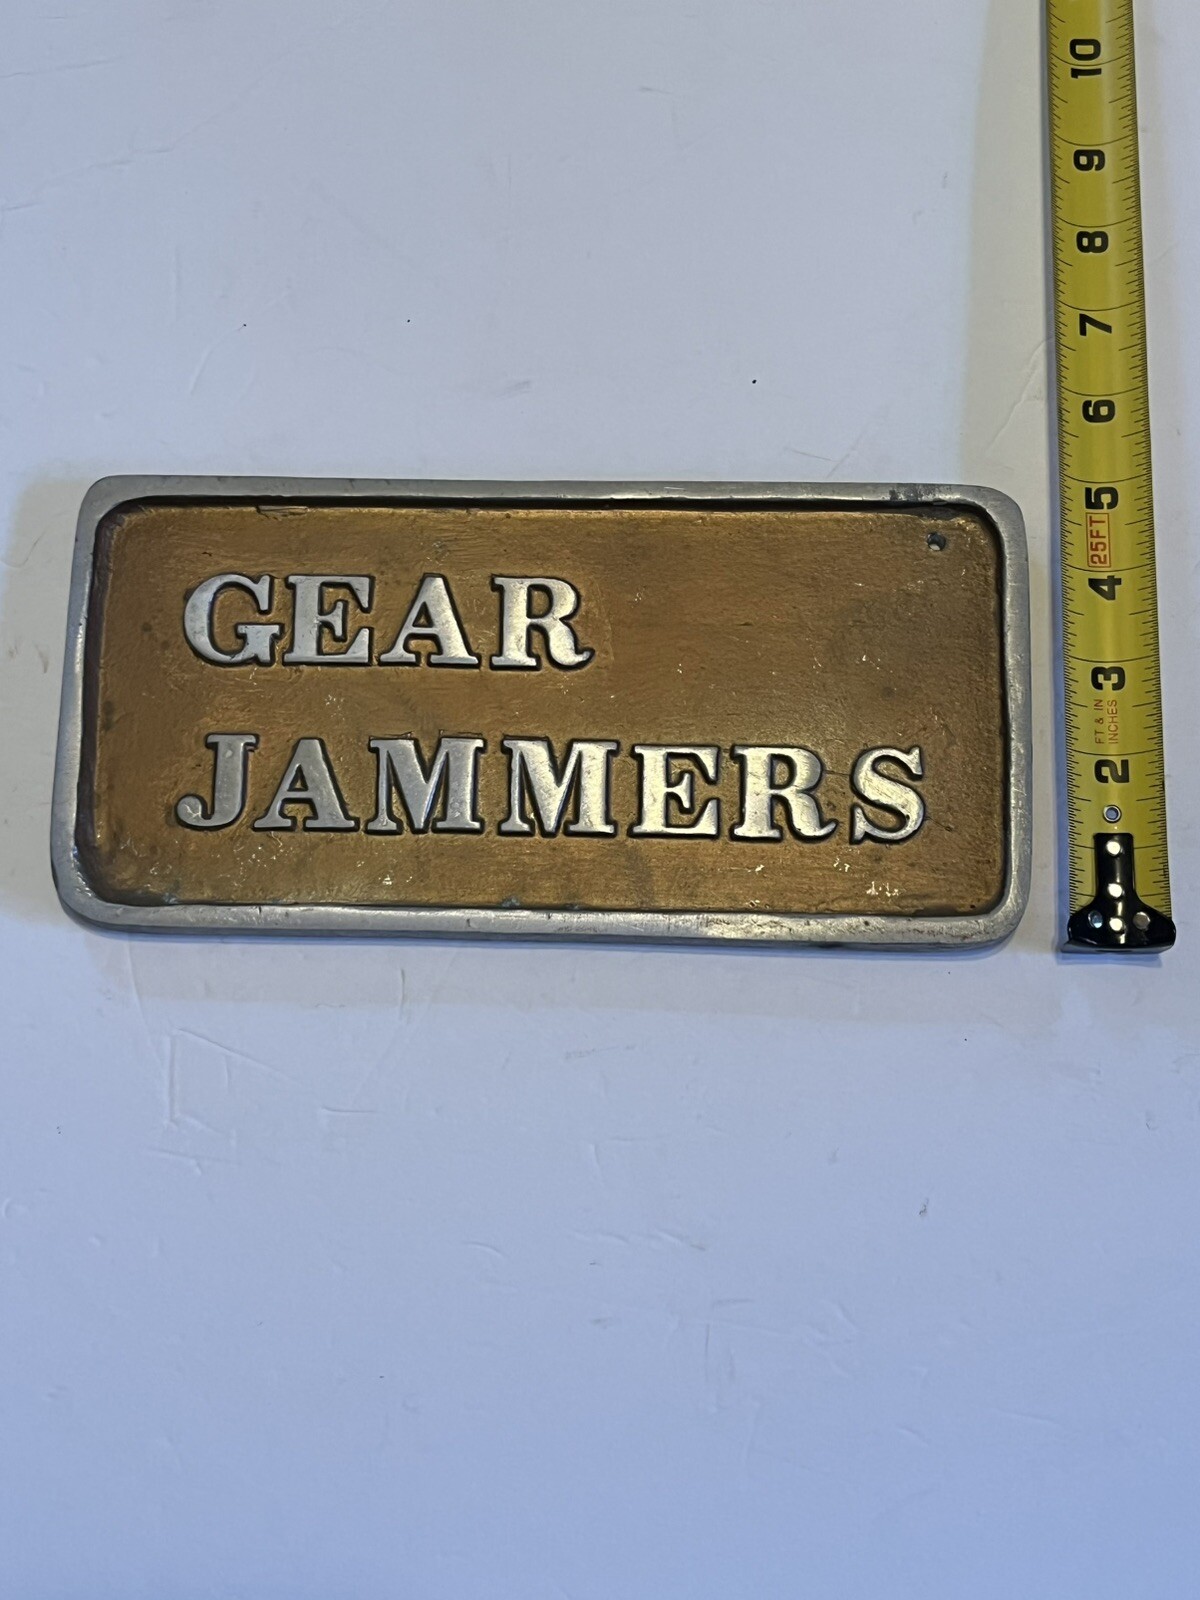 GEAR
JAMMERS
10
9
8
7
6
5
25FT
4
3
FT & IN
INCHES
2